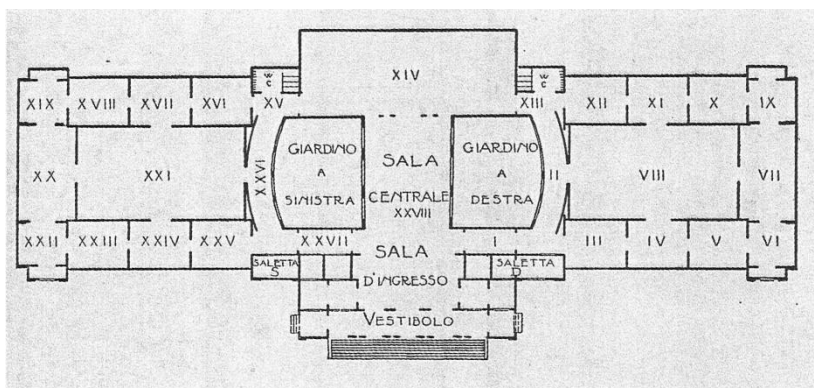 XIV
W C
W C
XIX XVIII XVII XVI XV XIII XII XI X IX
GIARDINO A SINISTRA
SALA CENTRALE XXVIII
GIARDINO A DESTRA
XX XXI XXVI II VIII VII
XXII XXIII XXIV XXV XXVII I III IV V VI
SALETTA S
SALA D'INGRESSO
SALETTA D
VESTIBOLO